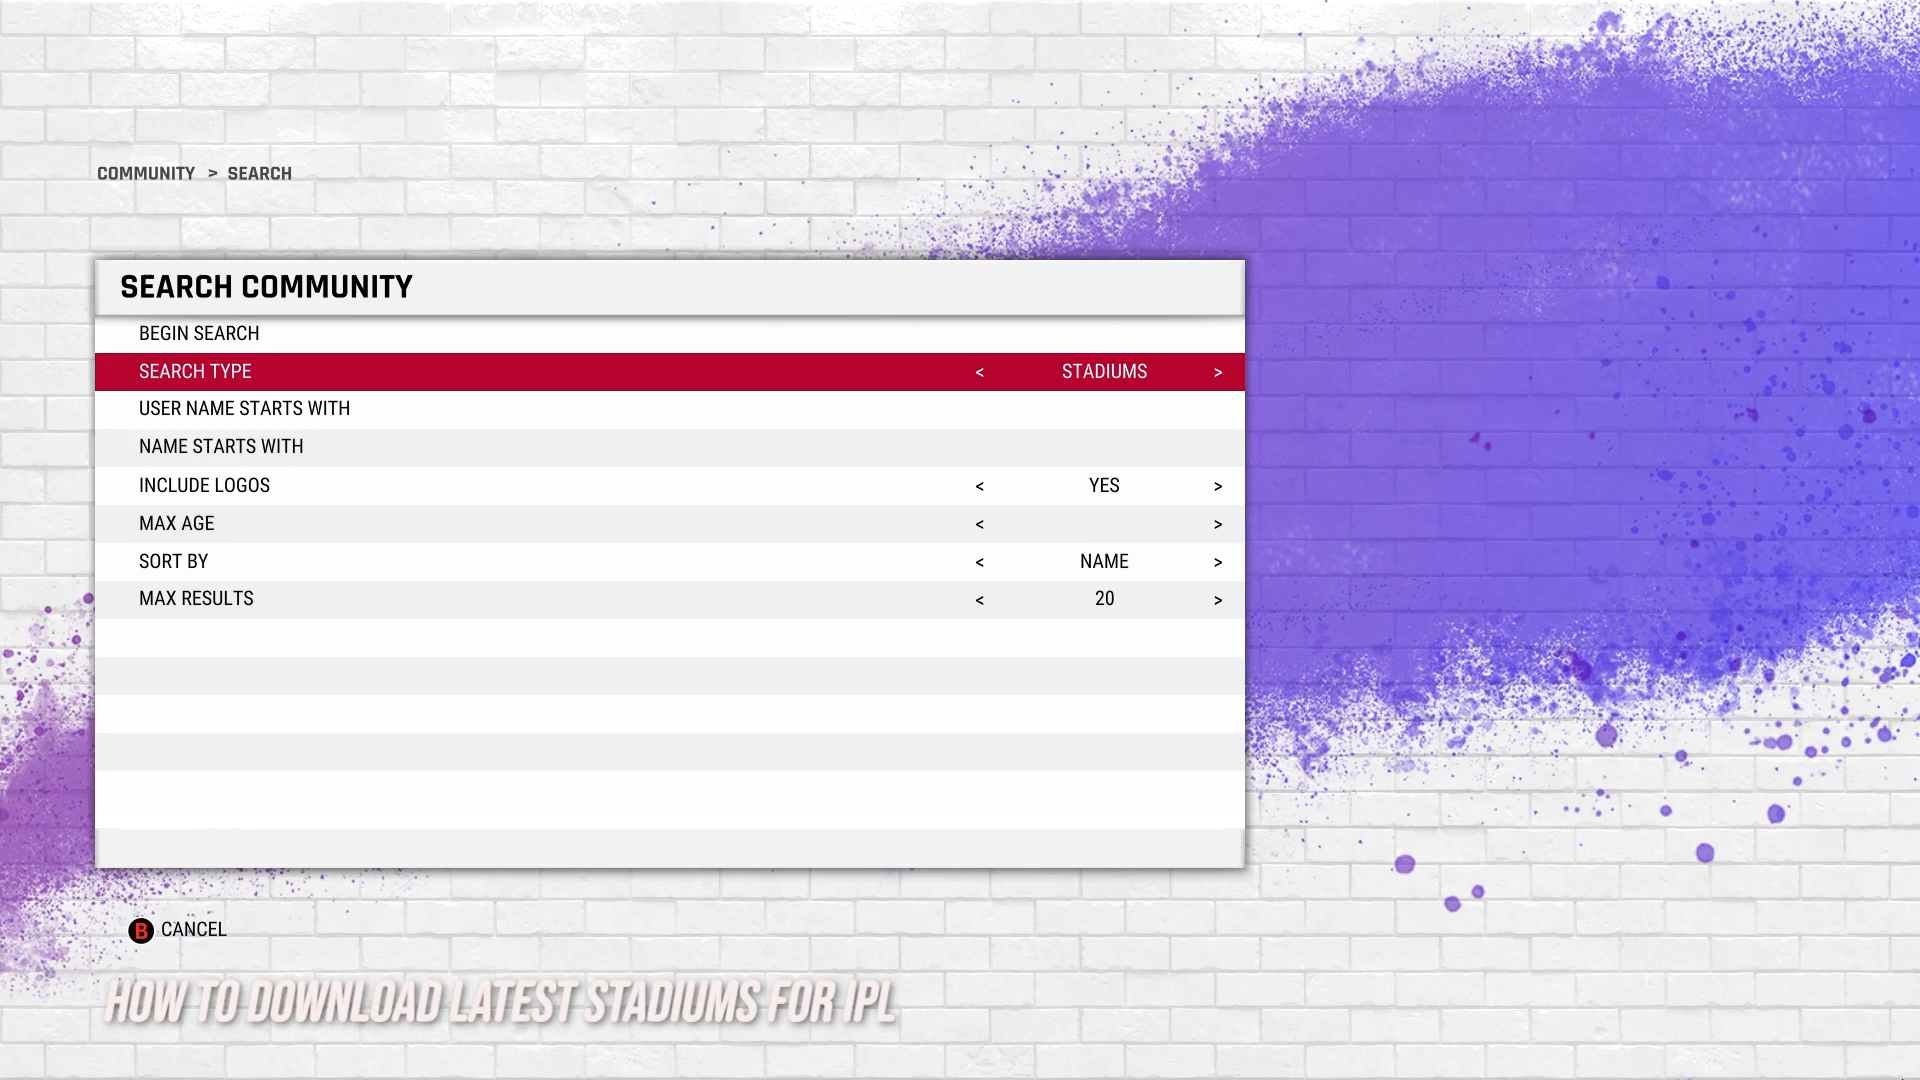 COMMUNITY > SEARCH
SEARCH COMMUNITY
BEGIN SEARCH
SEARCH TYPE < STADIUMS >
USER NAME STARTS WITH
NAME STARTS WITH
INCLUDE LOGOS < YES >
MAX AGE < >
SORT BY < NAME >
MAX RESULTS < 20 >
B CANCEL
HOW TO DOWNLOAD LATEST STADIUMS FOR IPL